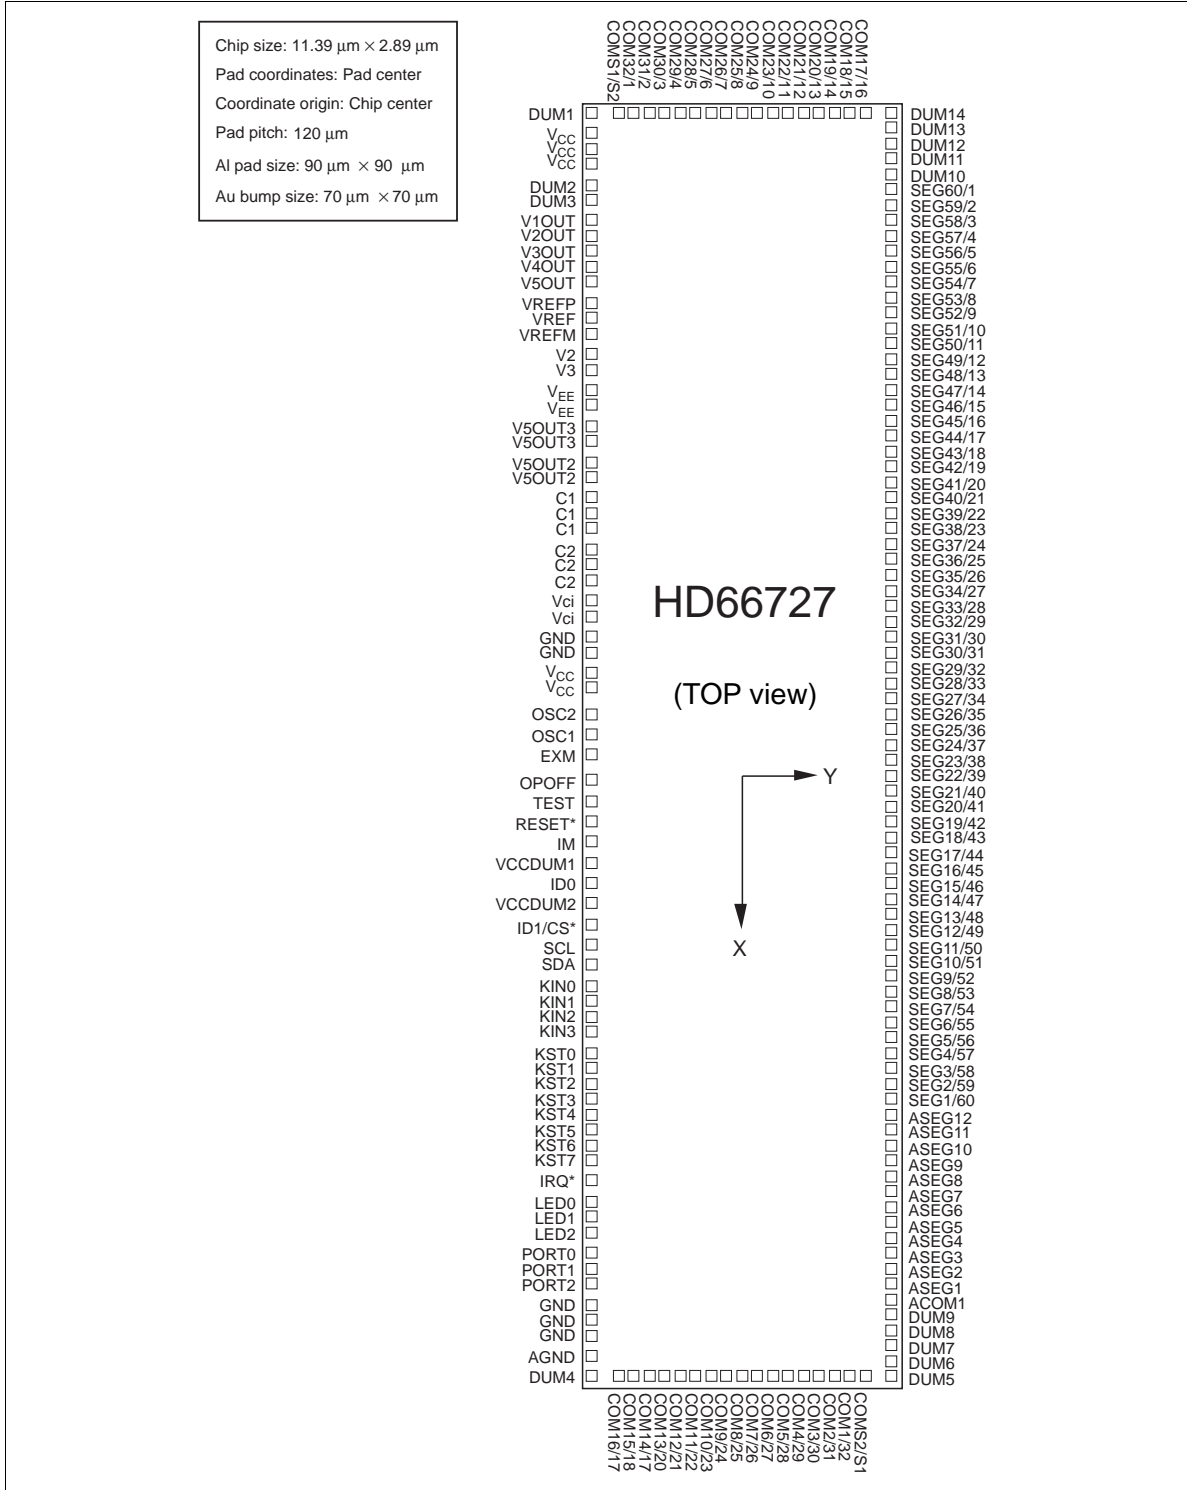 Chip size: 11.39 μm × 2.89 μm
Pad coordinates: Pad center
Coordinate origin: Chip center
Pad pitch: 120 μm
Al pad size: 90 μm × 90 μm
Au bump size: 70 μm × 70 μm
COMS1/S2
COM32/1
COM31/2
COM30/3
COM29/4
COM28/5
COM27/6
COM26/7
COM25/8
COM24/9
COM23/10
COM22/11
COM21/12
COM20/13
COM19/14
COM18/15
COM17/16
DUM1
VCC
VCC
VCC
DUM2
DUM3
V1OUT
V2OUT
V3OUT
V4OUT
V5OUT
VREFP
VREF
VREFM
V2
V3
VEE
VEE
V5OUT3
V5OUT3
V5OUT2
V5OUT2
C1
C1
C1
C2
C2
C2
Vci
Vci
GND
GND
VCC
VCC
OSC2
OSC1
EXM
OPOFF
TEST
RESET*
IM
VCCDUM1
ID0
VCCDUM2
ID1/CS*
SCL
SDA
KIN0
KIN1
KIN2
KIN3
KST0
KST1
KST2
KST3
KST4
KST5
KST6
KST7
IRQ*
LED0
LED1
LED2
PORT0
PORT1
PORT2
GND
GND
GND
AGND
DUM4
HD66727
(TOP view)
Y
X
DUM14
DUM13
DUM12
DUM11
DUM10
SEG60/1
SEG59/2
SEG58/3
SEG57/4
SEG56/5
SEG55/6
SEG54/7
SEG53/8
SEG52/9
SEG51/10
SEG50/11
SEG49/12
SEG48/13
SEG47/14
SEG46/15
SEG45/16
SEG44/17
SEG43/18
SEG42/19
SEG41/20
SEG40/21
SEG39/22
SEG38/23
SEG37/24
SEG36/25
SEG35/26
SEG34/27
SEG33/28
SEG32/29
SEG31/30
SEG30/31
SEG29/32
SEG28/33
SEG27/34
SEG26/35
SEG25/36
SEG24/37
SEG23/38
SEG22/39
SEG21/40
SEG20/41
SEG19/42
SEG18/43
SEG17/44
SEG16/45
SEG15/46
SEG14/47
SEG13/48
SEG12/49
SEG11/50
SEG10/51
SEG9/52
SEG8/53
SEG7/54
SEG6/55
SEG5/56
SEG4/57
SEG3/58
SEG2/59
SEG1/60
ASEG12
ASEG11
ASEG10
ASEG9
ASEG8
ASEG7
ASEG6
ASEG5
ASEG4
ASEG3
ASEG2
ASEG1
ACOM1
DUM9
DUM8
DUM7
DUM6
DUM5
COM16/17
COM15/18
COM14/17
COM13/20
COM12/21
COM11/22
COM10/23
COM9/24
COM8/25
COM7/26
COM6/27
COM5/28
COM4/29
COM3/30
COM2/31
COM1/32
COMS2/S1